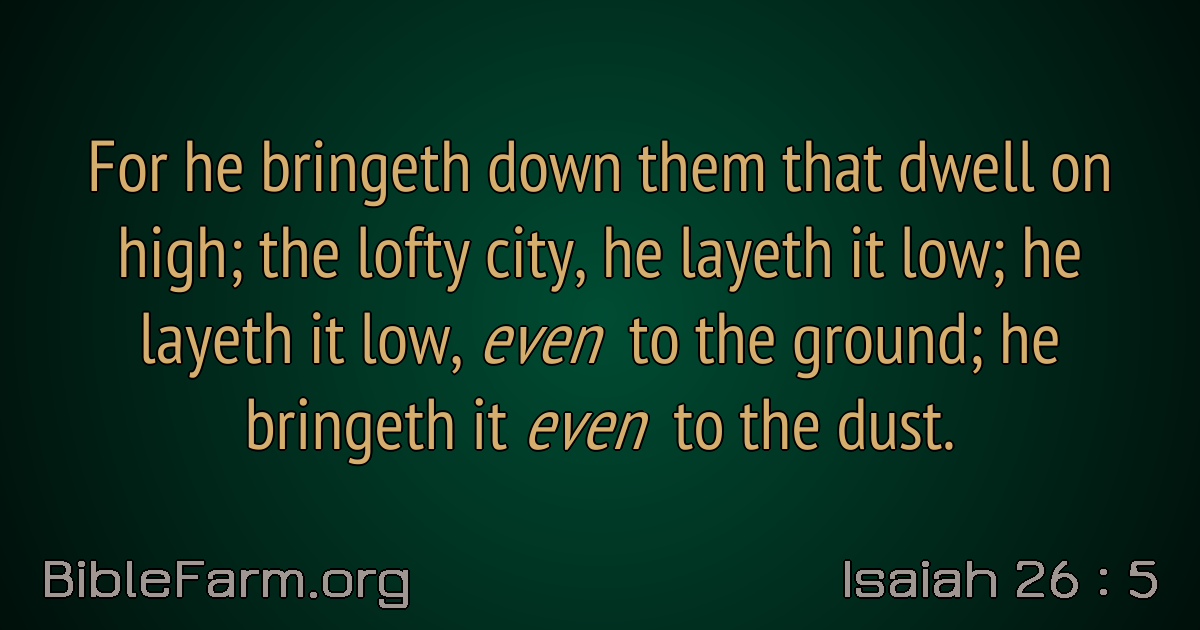 For he bringeth down them that dwell on
high; the lofty city, he layeth it low; he
layeth it low, even to the ground; he
bringeth it even to the dust.
BibleFarm.org
Isaiah 26 : 5